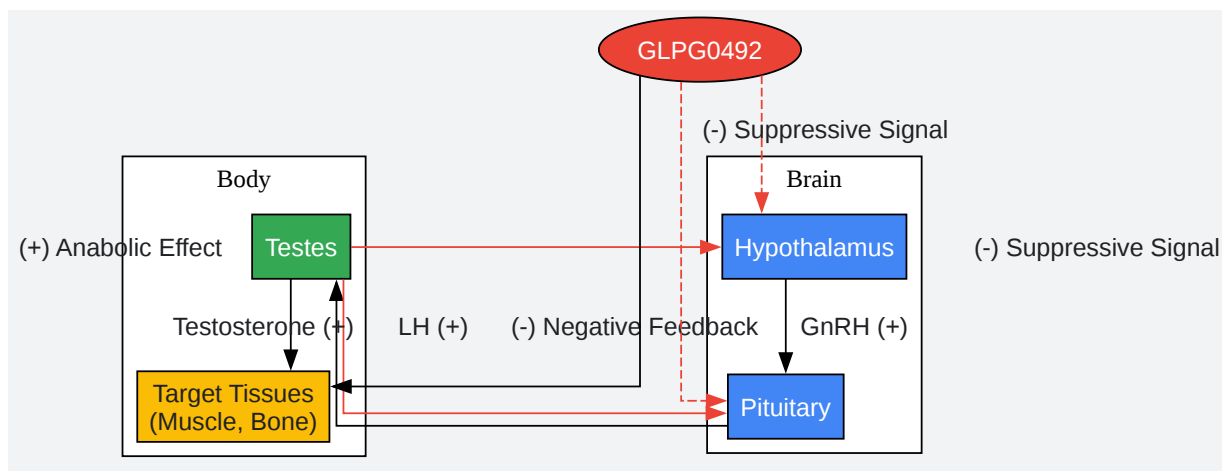 GLPG0492
(-) Suppressive Signal
Body
Brain
(+) Anabolic Effect
Testes
Hypothalamus
(-) Suppressive Signal
Testosterone (+)
LH (+)
(-) Negative Feedback
GnRH (+)
Target Tissues
(Muscle, Bone)
Pituitary